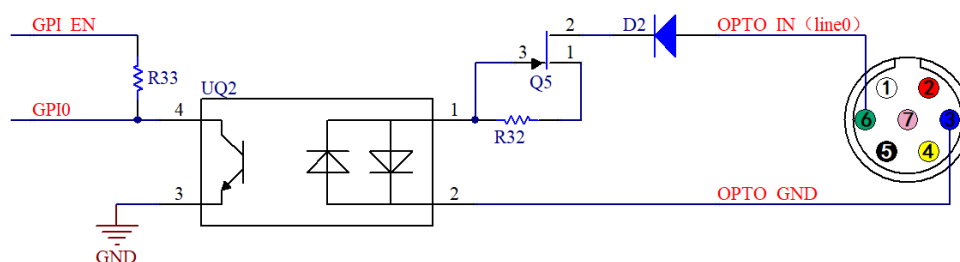 GPI_EN
R33
GPI0
UQ2
4
3
GND
1
2
3
Q5
2
1
R32
D2
OPTO_IN（line0）
OPTO_GND
1
2
6
7
3
5
4